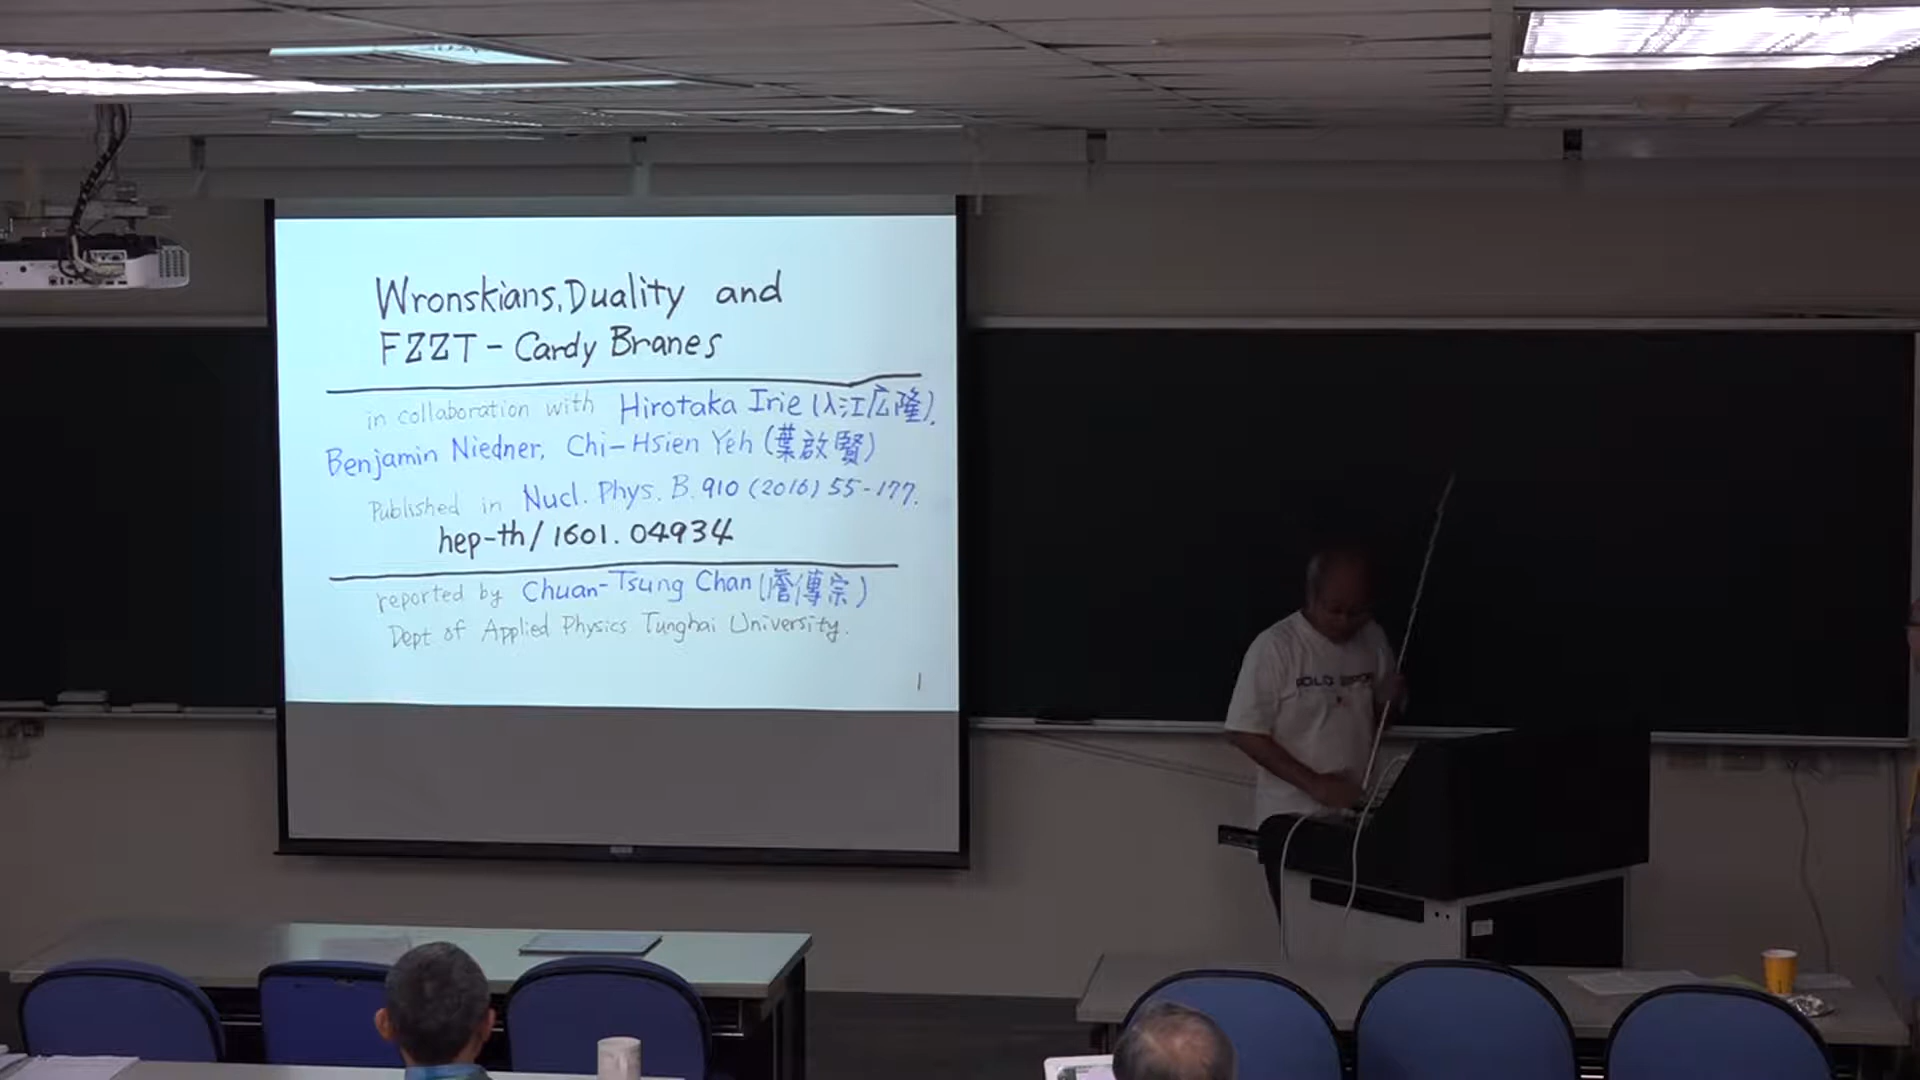 Wronskians, Duality and
FZZT - Cardy Branes
in collaboration with Hirotaka Irie (入江広隆),
Benjamin Niedner, Chi-Hsien Yeh (葉啟賢)
Published in Nucl. Phys. B. 910 (2016) 55-177.
hep-th/1601.04934
reported by Chuan-Tsung Chan (詹傳宗)
Dept of Applied Physics Tunghai University.
1